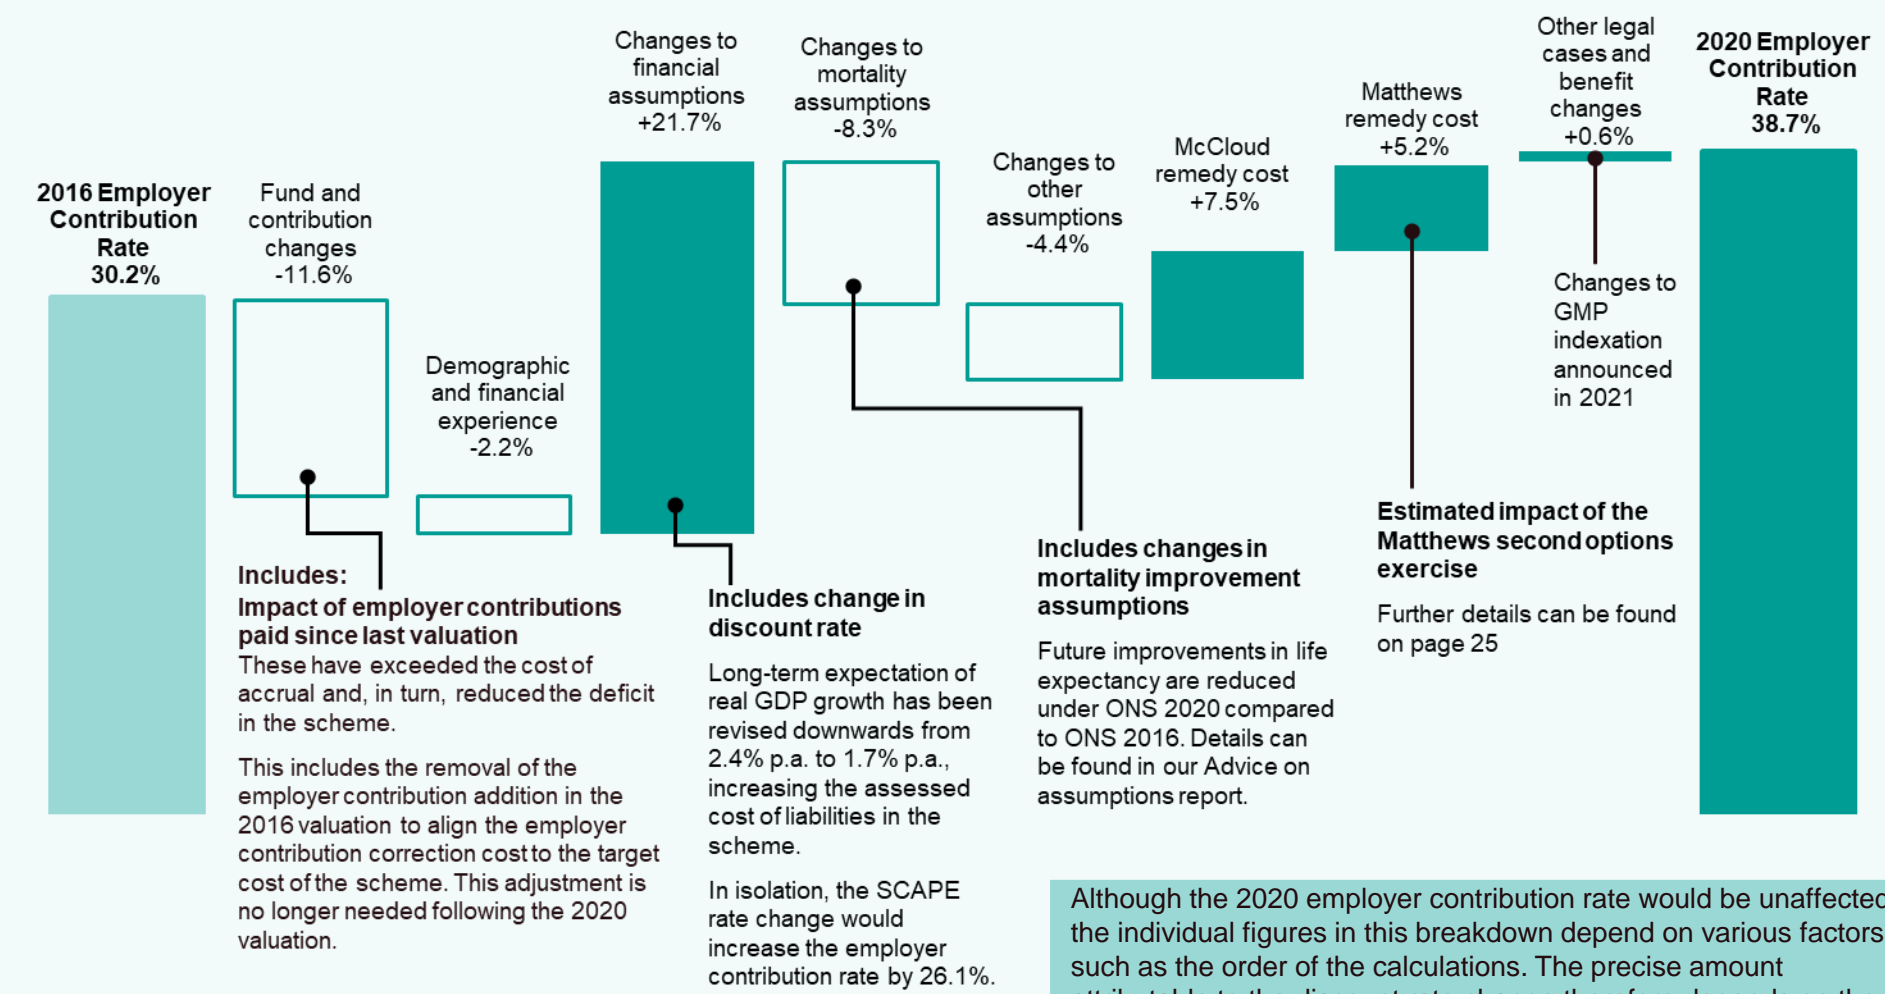 2016 Employer
Contribution
Rate
30.2%
Fund and
contribution
changes
-11.6%
Demographic
and financial
experience
-2.2%
Changes to
financial
assumptions
+21.7%
Changes to
mortality
assumptions
-8.3%
Changes to
other
assumptions
-4.4%
McCloud
remedy cost
+7.5%
Matthews
remedy cost
+5.2%
Other legal
cases and
benefit
changes
+0.6%
2020 Employer
Contribution
Rate
38.7%
Includes:
Impact of employer contributions
paid since last valuation
These have exceeded the cost of
accrual and, in turn, reduced the deficit
in the scheme.
This includes the removal of the
employer contribution addition in the
2016 valuation to align the employer
contribution correction cost to the target
cost of the scheme. This adjustment is
no longer needed following the 2020
valuation.
Includes change in
discount rate
Long-term expectation of
real GDP growth has been
revised downwards from
2.4% p.a. to 1.7% p.a.,
increasing the assessed
cost of liabilities in the
scheme.
In isolation, the SCAPE
rate change would
increase the employer
contribution rate by 26.1%.
Includes changes in
mortality improvement
assumptions
Future improvements in life
expectancy are reduced
under ONS 2020 compared
to ONS 2016. Details can
be found in our Advice on
assumptions report.
Estimated impact of the
Matthews second options
exercise
Further details can be found
on page 25
Changes to
GMP
indexation
announced
in 2021
Although the 2020 employer contribution rate would be unaffected
the individual figures in this breakdown depend on various factors
such as the order of the calculations. The precise amount